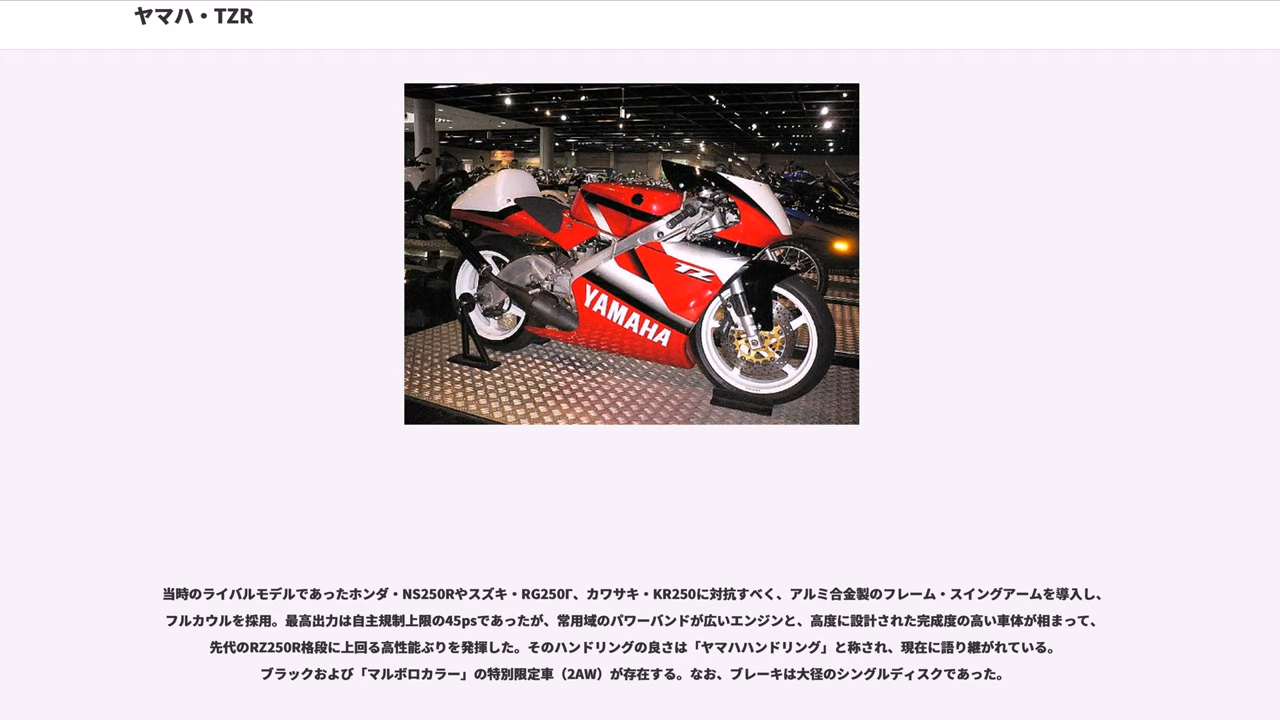 ヤマハ・TZR
TZ
YAMAHA
当時のライバルモデルであったホンダ・NS250Rやスズキ・RG250Γ、カワサキ・KR250に対抗すべく、アルミ合金製のフレーム・スイングアームを導入し、
フルカウルを採用。最高出力は自主規制上限の45psであったが、常用域のパワーバンドが広いエンジンと、高度に設計された完成度の高い車体が相まって、
先代のRZ250R格段に上回る高性能ぶりを発揮した。そのハンドリングの良さは「ヤマハハンドリング」と称され、現在に語り継がれている。
ブラックおよび「マルボロカラー」の特別限定車（2AW）が存在する。なお、ブレーキは大径のシングルディスクであった。